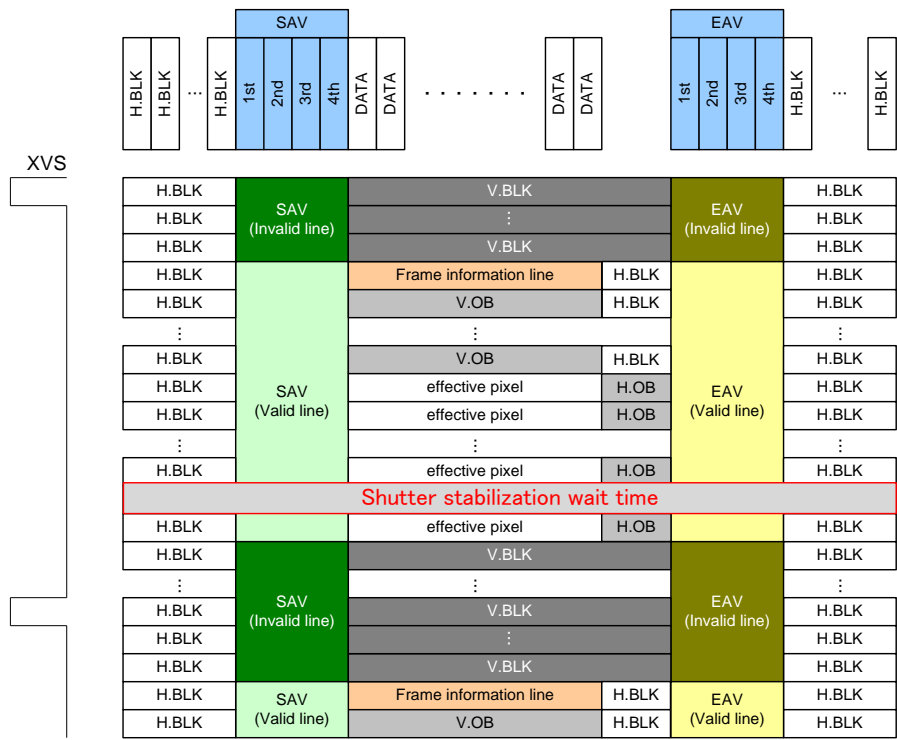 SAV EAV
H.BLK H.BLK ... H.BLK 1st 2nd 3rd 4th DATA DATA . . . . . . . DATA DATA 1st 2nd 3rd 4th H.BLK ... H.BLK
XVS
H.BLK V.BLK H.BLK
H.BLK SAV (Invalid line) ⋮ EAV (Invalid line) H.BLK
H.BLK V.BLK H.BLK
H.BLK Frame information line H.BLK H.BLK
H.BLK V.OB H.BLK H.BLK
⋮ ⋮ ⋮
H.BLK V.OB H.BLK H.BLK
H.BLK SAV (Valid line) effective pixel H.OB EAV (Valid line) H.BLK
H.BLK effective pixel H.OB H.BLK
⋮ ⋮ ⋮
H.BLK effective pixel H.OB H.BLK
Shutter stabilization wait time
H.BLK effective pixel H.OB H.BLK
H.BLK V.BLK H.BLK
⋮ ⋮ ⋮
H.BLK SAV (Invalid line) V.BLK EAV (Invalid line) H.BLK
H.BLK ⋮ H.BLK
H.BLK V.BLK H.BLK
H.BLK SAV (Valid line) Frame information line H.BLK EAV (Valid line) H.BLK
H.BLK V.OB H.BLK H.BLK